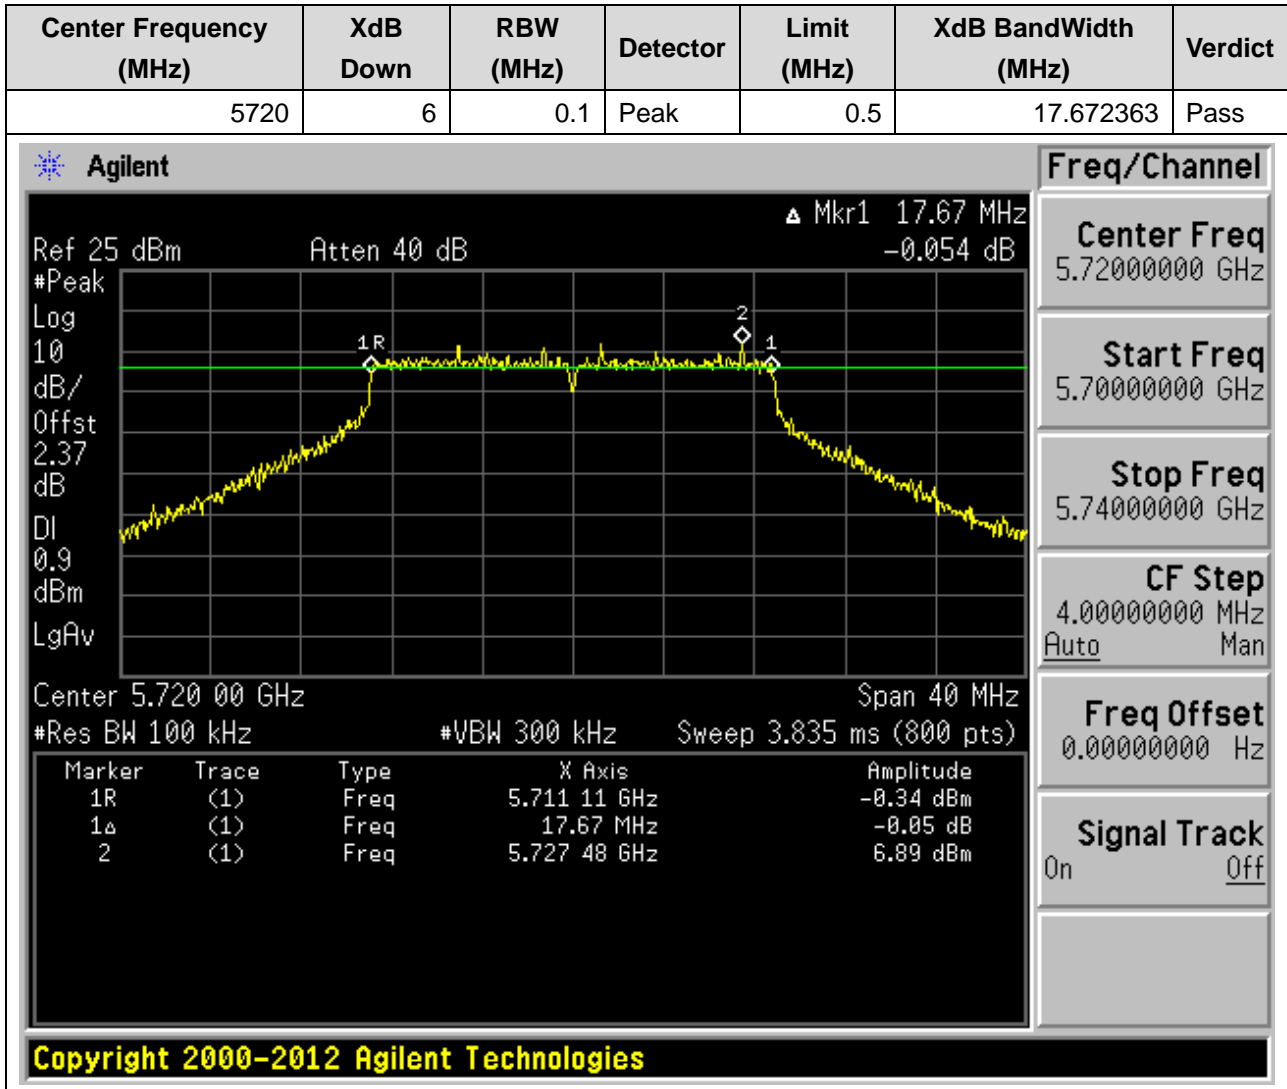 Center Frequency (MHz) XdB Down RBW (MHz) Detector Limit (MHz) XdB BandWidth (MHz) Verdict
5720 6 0.1 Peak 0.5 17.672363 Pass
Agilent
Freq/Channel
Δ Mkr1 17.67 MHz
Ref 25 dBm Atten 40 dB -0.054 dB
#Peak
Log
10
dB/
Offst
2.37
dB
DI
0.9
dBm
LgAv
1R
2
1
Center 5.720 00 GHz Span 40 MHz
#Res BW 100 kHz #VBW 300 kHz Sweep 3.835 ms (800 pts)
Marker Trace Type X Axis Amplitude
1R (1) Freq 5.711 11 GHz -0.34 dBm
1Δ (1) Freq 17.67 MHz -0.05 dB
2 (1) Freq 5.727 48 GHz 6.89 dBm
Center Freq
5.72000000 GHz
Start Freq
5.70000000 GHz
Stop Freq
5.74000000 GHz
CF Step
4.00000000 MHz
Auto Man
Freq Offset
0.00000000 Hz
Signal Track
On Off
Copyright 2000-2012 Agilent Technologies